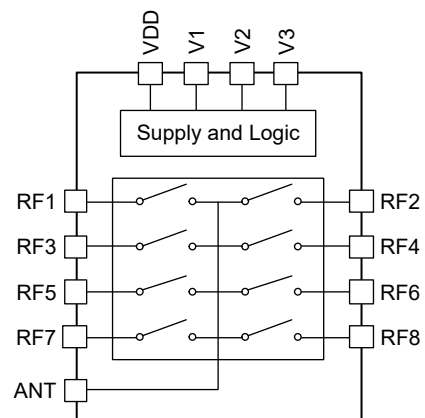 VDD V1 V2 V3
Supply and Logic
RF1 RF2
RF3 RF4
RF5 RF6
RF7 RF8
ANT